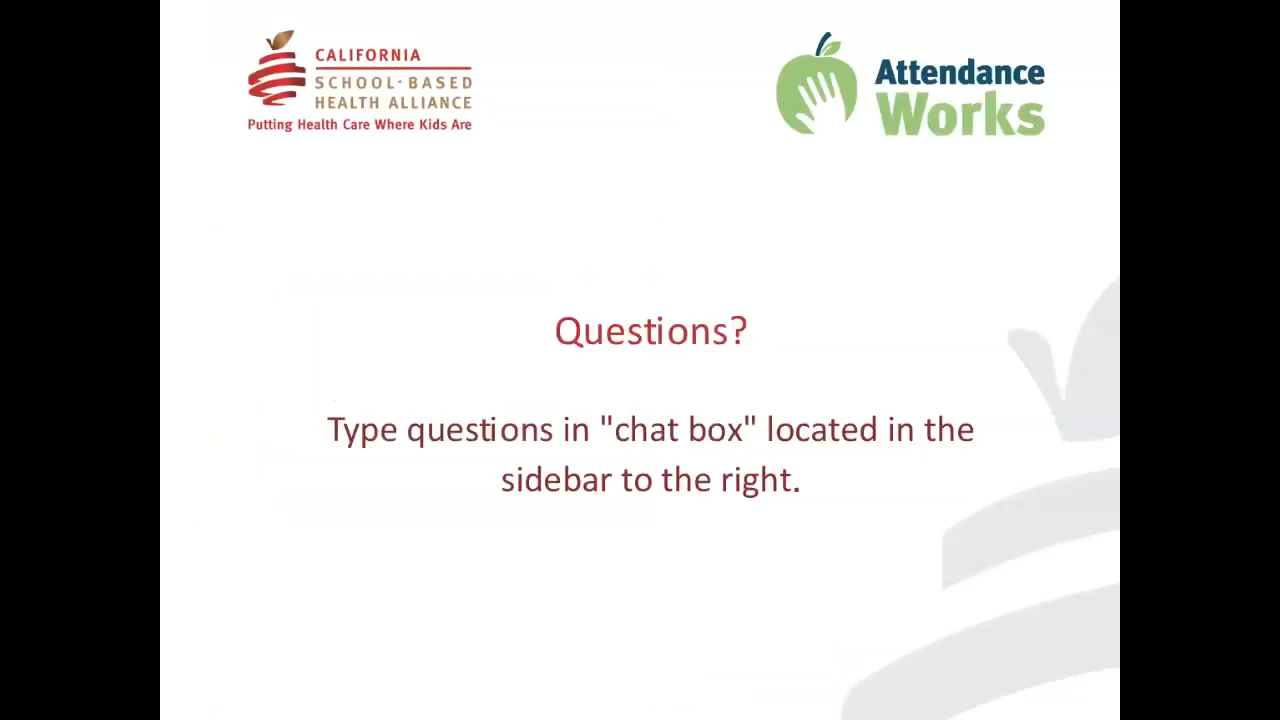 CALIFORNIA
SCHOOL-BASED
HEALTH ALLIANCE
Putting Health Care Where Kids Are
Attendance
Works
Questions?
Type questions in "chat box" located in the
sidebar to the right.